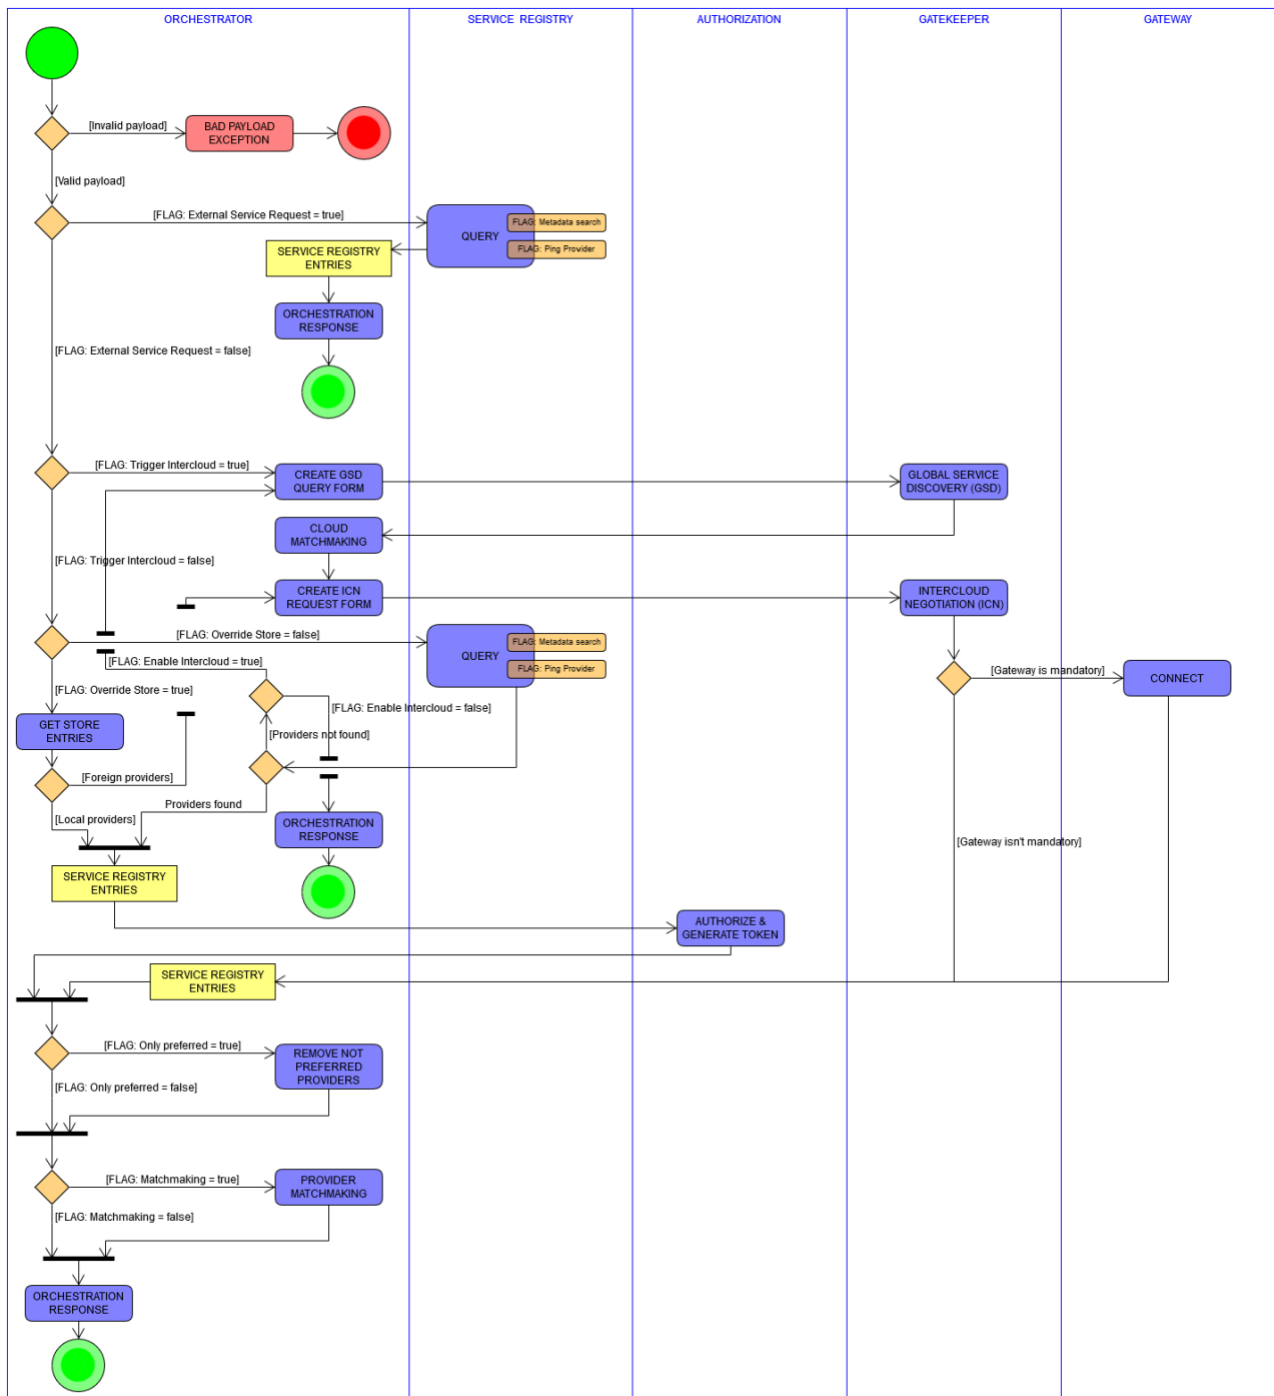 ORCHESTRATOR
SERVICE REGISTRY
AUTHORIZATION
GATEKEEPER
GATEWAY
[Invalid payload]
BAD PAYLOAD
EXCEPTION
[Valid payload]
[FLAG: External Service Request = true]
QUERY
FLAG: Metadata search
FLAG: Ping Provider
SERVICE REGISTRY
ENTRIES
ORCHESTRATION
RESPONSE
[FLAG: External Service Request = false]
[FLAG: Trigger Intercloud = true]
CREATE GSD
QUERY FORM
GLOBAL SERVICE
DISCOVERY (GSD)
CLOUD
MATCHMAKING
[FLAG: Trigger Intercloud = false]
CREATE ICN
REQUEST FORM
INTERCLOUD
NEGOTIATION (ICN)
[FLAG: Override Store = false]
QUERY
FLAG: Metadata search
FLAG: Ping Provider
[FLAG: Enable Intercloud = true]
[Gateway is mandatory]
CONNECT
[FLAG: Override Store = true]
[FLAG: Enable Intercloud = false]
GET STORE
ENTRIES
[Providers not found]
[Foreign providers]
Providers found
[Local providers]
ORCHESTRATION
RESPONSE
[Gateway isn't mandatory]
SERVICE REGISTRY
ENTRIES
AUTHORIZE &
GENERATE TOKEN
SERVICE REGISTRY
ENTRIES
[FLAG: Only preferred = true]
REMOVE NOT
PREFERRED
PROVIDERS
[FLAG: Only preferred = false]
[FLAG: Matchmaking = true]
PROVIDER
MATCHMAKING
[FLAG: Matchmaking = false]
ORCHESTRATION
RESPONSE